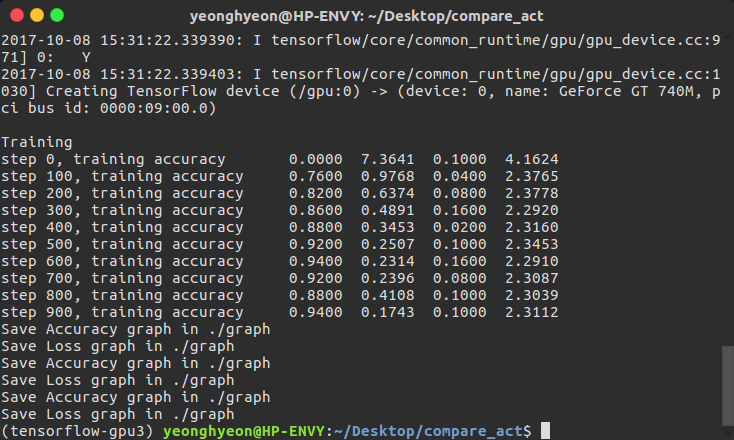 yeonghyeon@HP-ENVY: ~/Desktop/compare_act
2017-10-08 15:31:22.339390: I tensorflow/core/common_runtime/gpu/gpu_device.cc:9
71] 0:   Y
2017-10-08 15:31:22.339403: I tensorflow/core/common_runtime/gpu/gpu_device.cc:1
030] Creating TensorFlow device (/gpu:0) -> (device: 0, name: GeForce GT 740M, p
ci bus id: 0000:09:00.0)
Training
step 0, training accuracy       0.0000  7.3641  0.1000  4.1624
step 100, training accuracy     0.7600  0.9768  0.0400  2.3765
step 200, training accuracy     0.8200  0.6374  0.0800  2.3778
step 300, training accuracy     0.8600  0.4891  0.1600  2.2920
step 400, training accuracy     0.8800  0.3453  0.0200  2.3160
step 500, training accuracy     0.9200  0.2507  0.1000  2.3453
step 600, training accuracy     0.9400  0.2314  0.1600  2.2910
step 700, training accuracy     0.9200  0.2396  0.0800  2.3087
step 800, training accuracy     0.8800  0.4108  0.1000  2.3039
step 900, training accuracy     0.9400  0.1743  0.1000  2.3112
Save Accuracy graph in ./graph
Save Loss graph in ./graph
Save Accuracy graph in ./graph
Save Loss graph in ./graph
Save Accuracy graph in ./graph
Save Loss graph in ./graph
(tensorflow-gpu3) yeonghyeon@HP-ENVY:~/Desktop/compare_act$